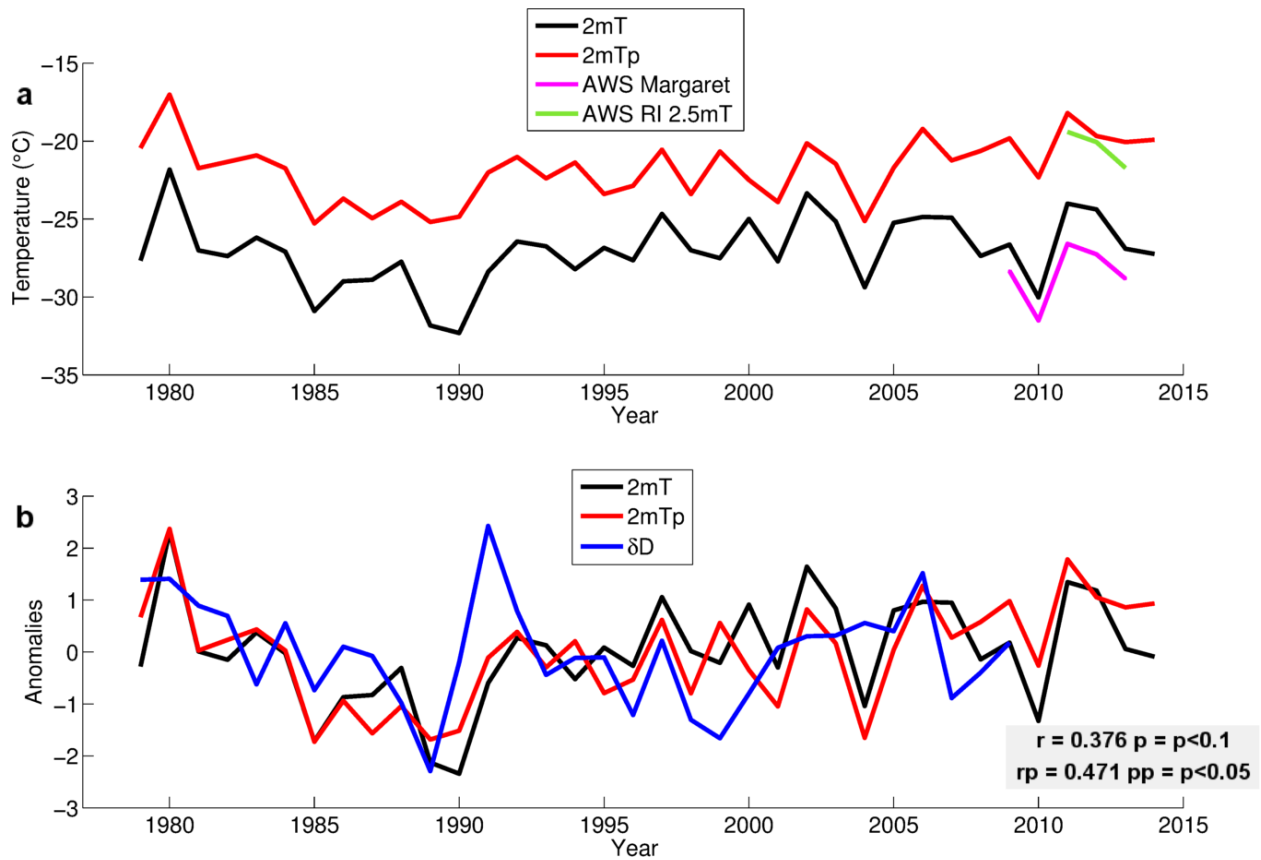 2mT
2mTp
AWS Margaret
AWS RI 2.5mT
a
−15
−20
−25
−30
−35
Temperature (°C)
1980 1985 1990 1995 2000 2005 2010 2015
Year
2mT
2mTp
δD
b
3
2
1
0
−1
−2
−3
Anomalies
r = 0.376 p = p<0.1
rp = 0.471 pp = p<0.05
1980 1985 1990 1995 2000 2005 2010 2015
Year